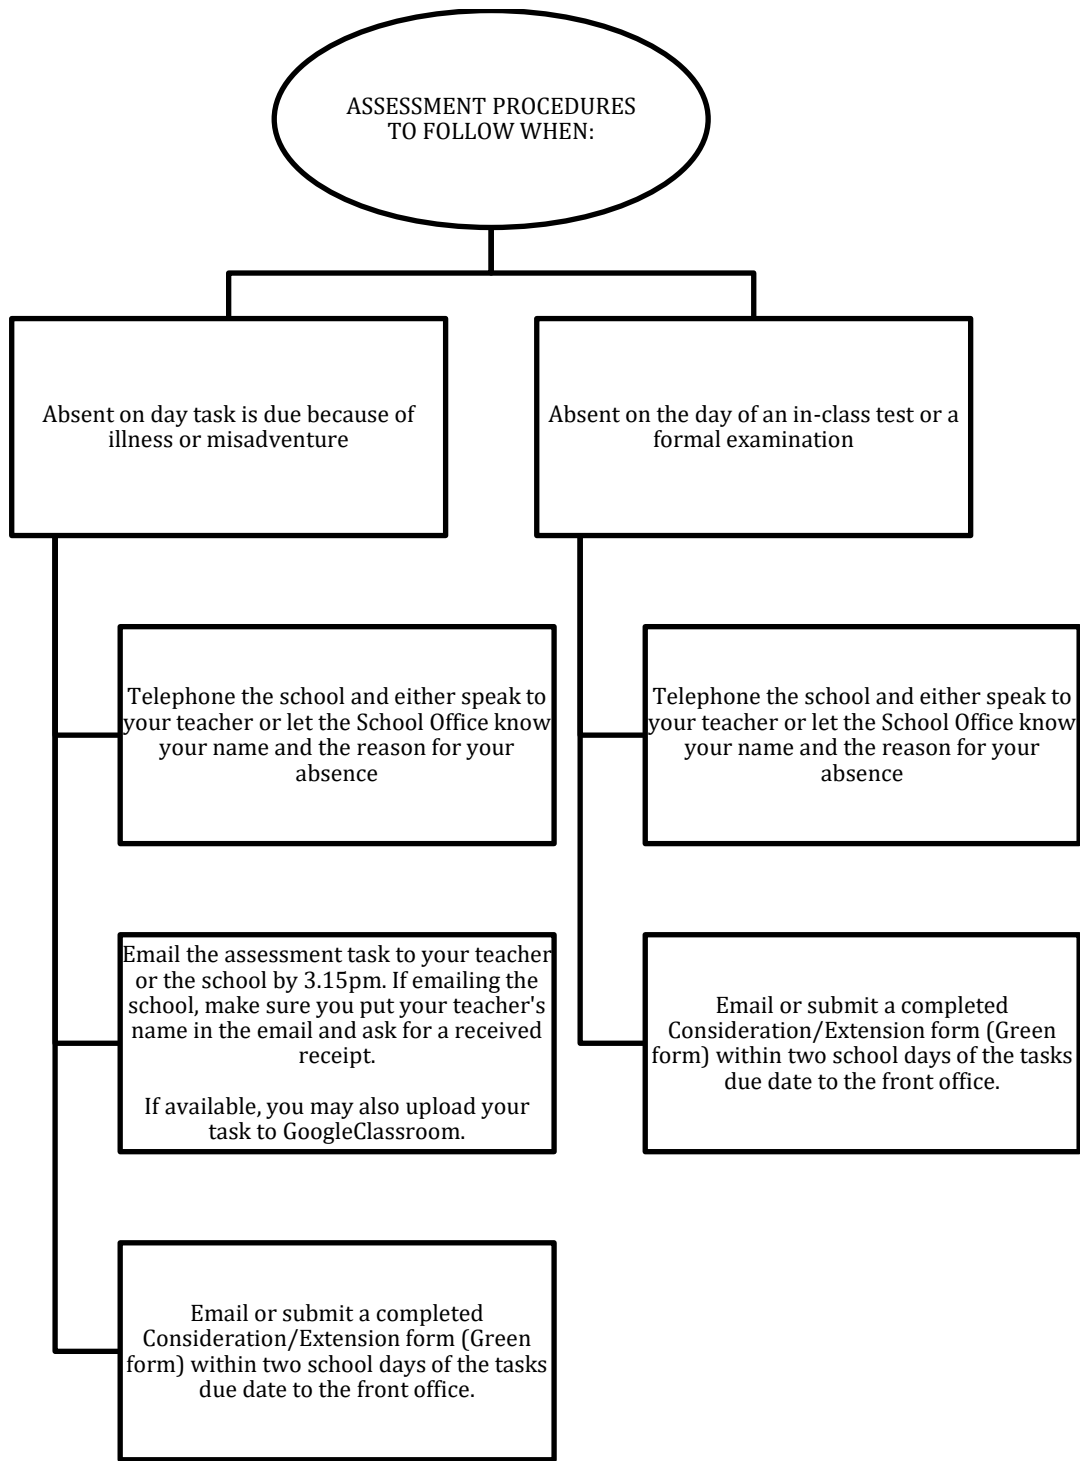 ASSESSMENT PROCEDURES
TO FOLLOW WHEN:
Absent on day task is due because of
illness or misadventure
Telephone the school and either speak to
your teacher or let the School Office know
your name and the reason for your
absence
Email the assessment task to your teacher
or the school by 3.15pm. If emailing the
school, make sure you put your teacher's
name in the email and ask for a received
receipt.
If available, you may also upload your
task to GoogleClassroom.
Email or submit a completed
Consideration/Extension form (Green
form) within two school days of the tasks
due date to the front office.
Absent on the day of an in-class test or a
formal examination
Telephone the school and either speak to
your teacher or let the School Office know
your name and the reason for your
absence
Email or submit a completed
Consideration/Extension form (Green
form) within two school days of the tasks
due date to the front office.